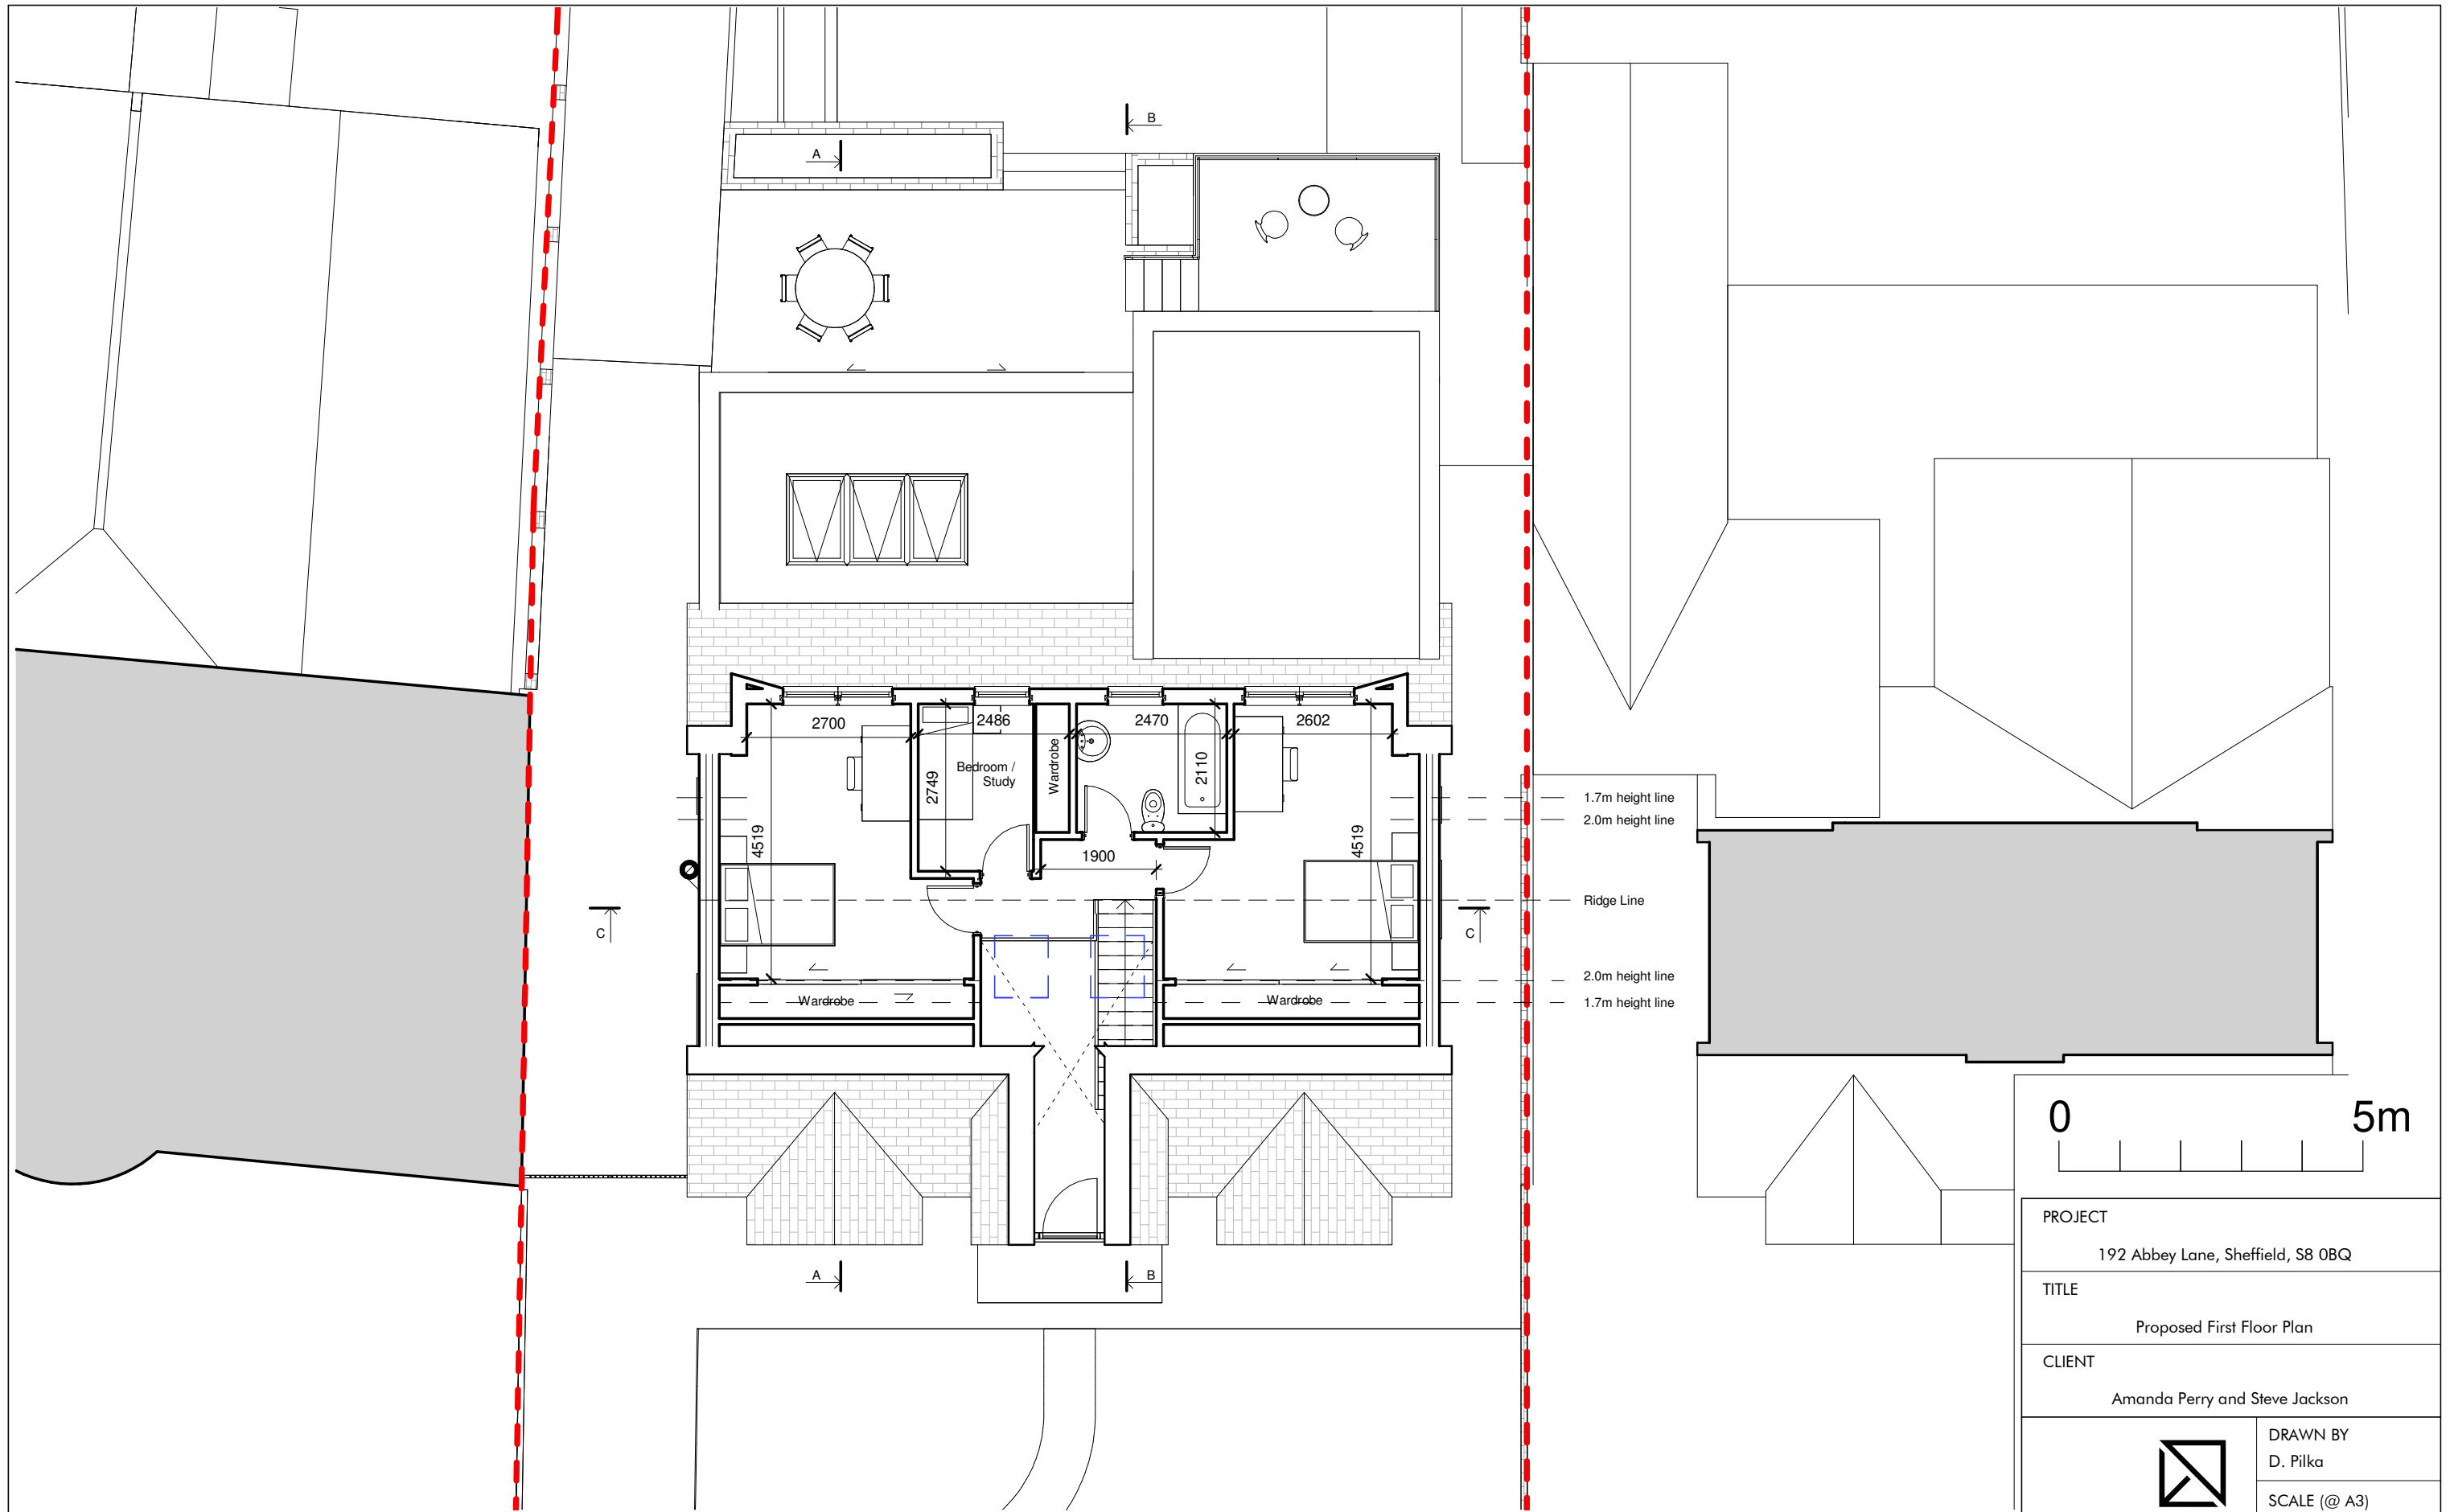 B
A
2700
2486
2470
2602
Bedroom /
Study
Wardrobe
2749
2110
4519
4519
1900
1.7m height line
2.0m height line
Ridge Line
C
C
2.0m height line
1.7m height line
Wardrobe
Wardrobe
A
B
0
5m
PROJECT
192 Abbey Lane, Sheffield, S8 0BQ
TITLE
Proposed First Floor Plan
CLIENT
Amanda Perry and Steve Jackson
DRAWN BY
D. Pilka
SCALE (@ A3)